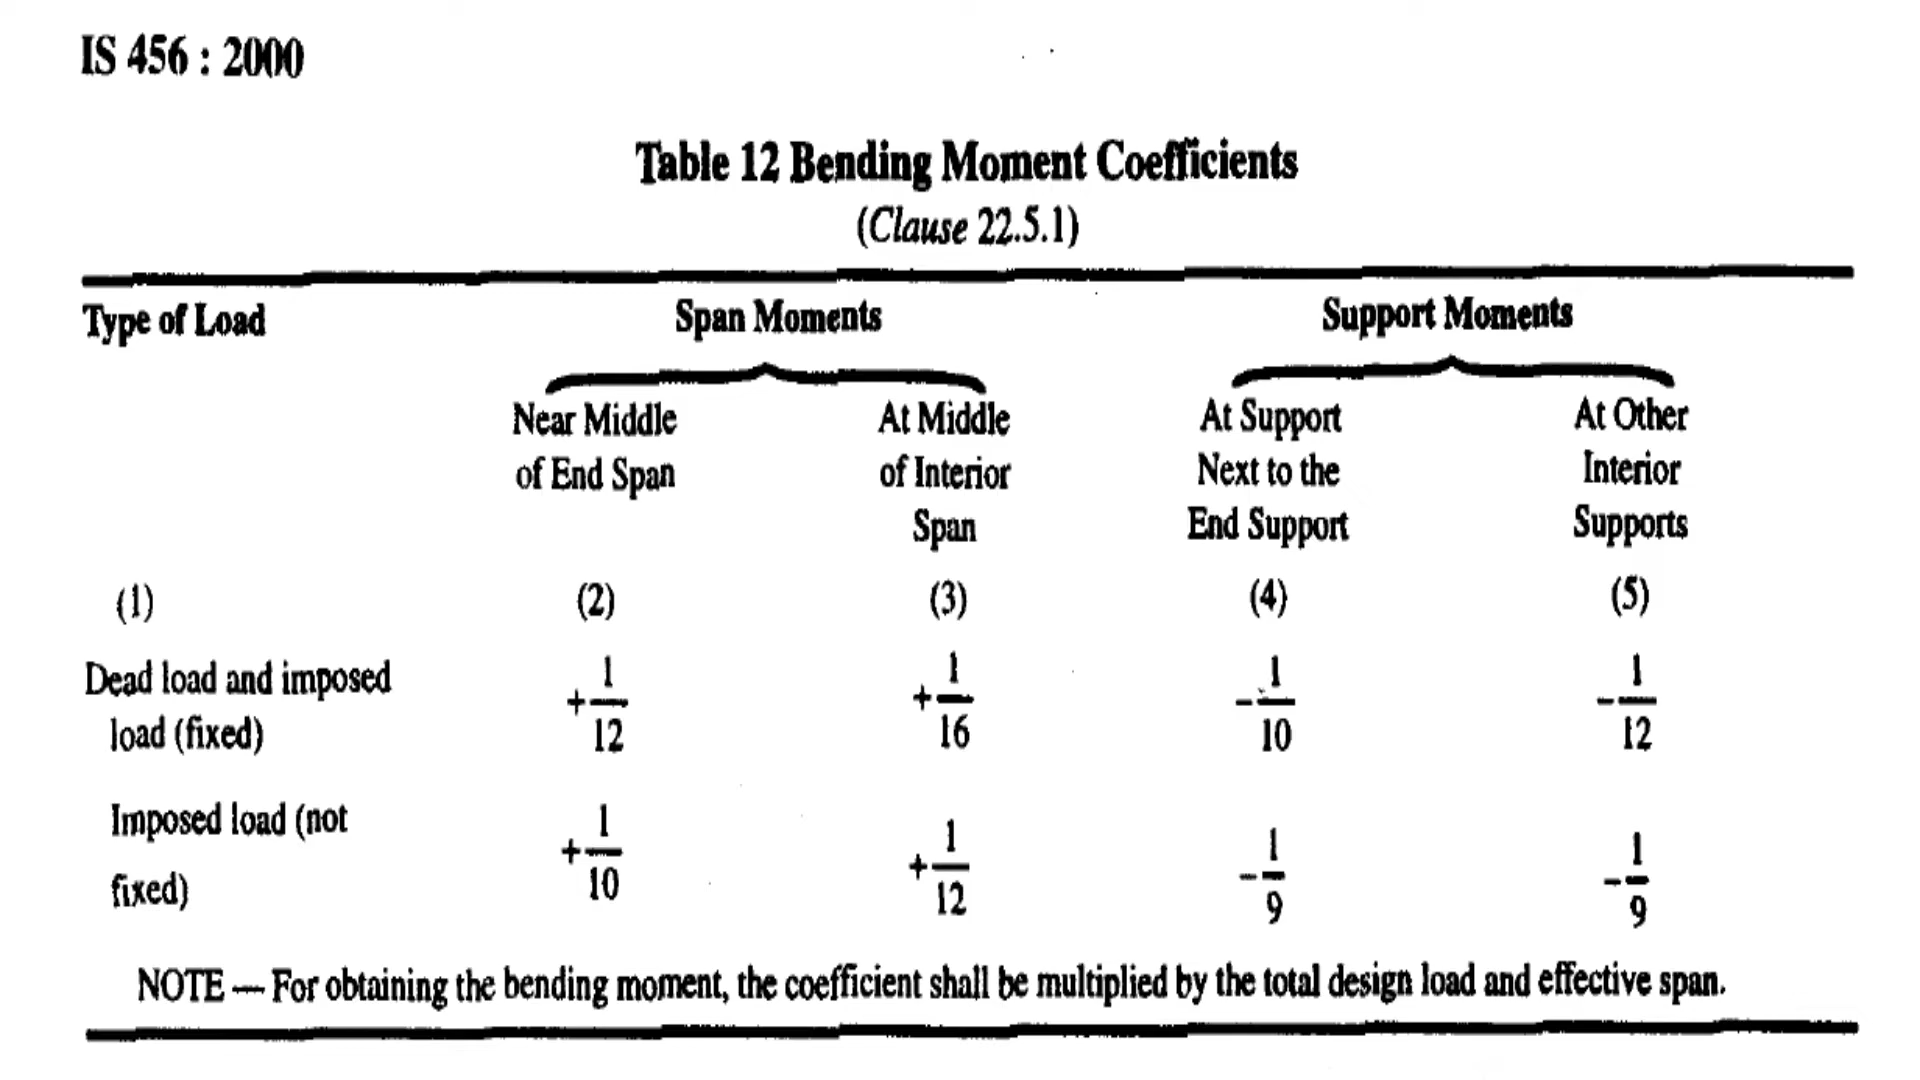 IS 456 : 2000
Table 12 Bending Moment Coefficients
(Clause 22.5.1)
Type of Load Span Moments Support Moments
Near Middle At Middle At Support At Other
of End Span of Interior Next to the Interior
Span End Support Supports
(1) (2) (3) (4) (5)
Dead load and imposed +1/12 +1/16 -1/10 -1/12
load (fixed)
Imposed load (not +1/10 +1/12 -1/9 -1/9
fixed)
NOTE — For obtaining the bending moment, the coefficient shall be multiplied by the total design load and effective span.